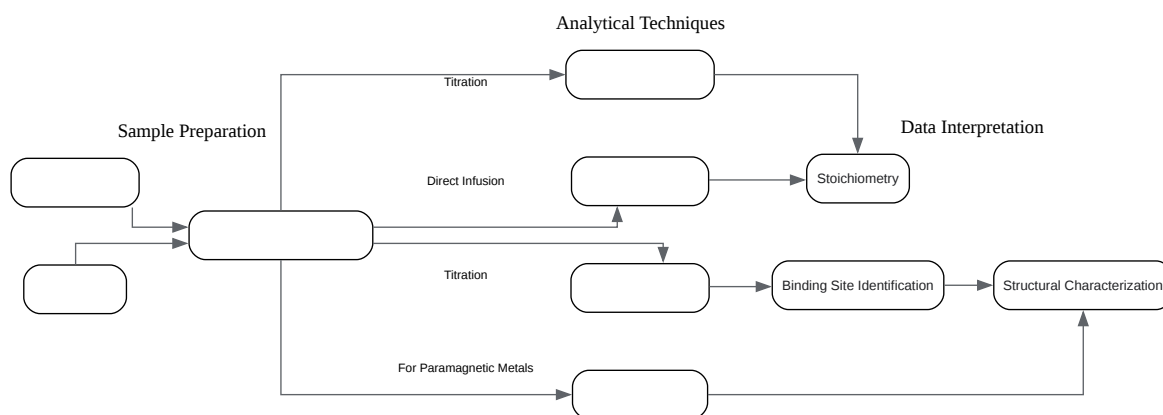 Analytical Techniques
Titration
Sample Preparation
Data Interpretation
Direct Infusion
Stoichiometry
Titration
Binding Site Identification
Structural Characterization
For Paramagnetic Metals